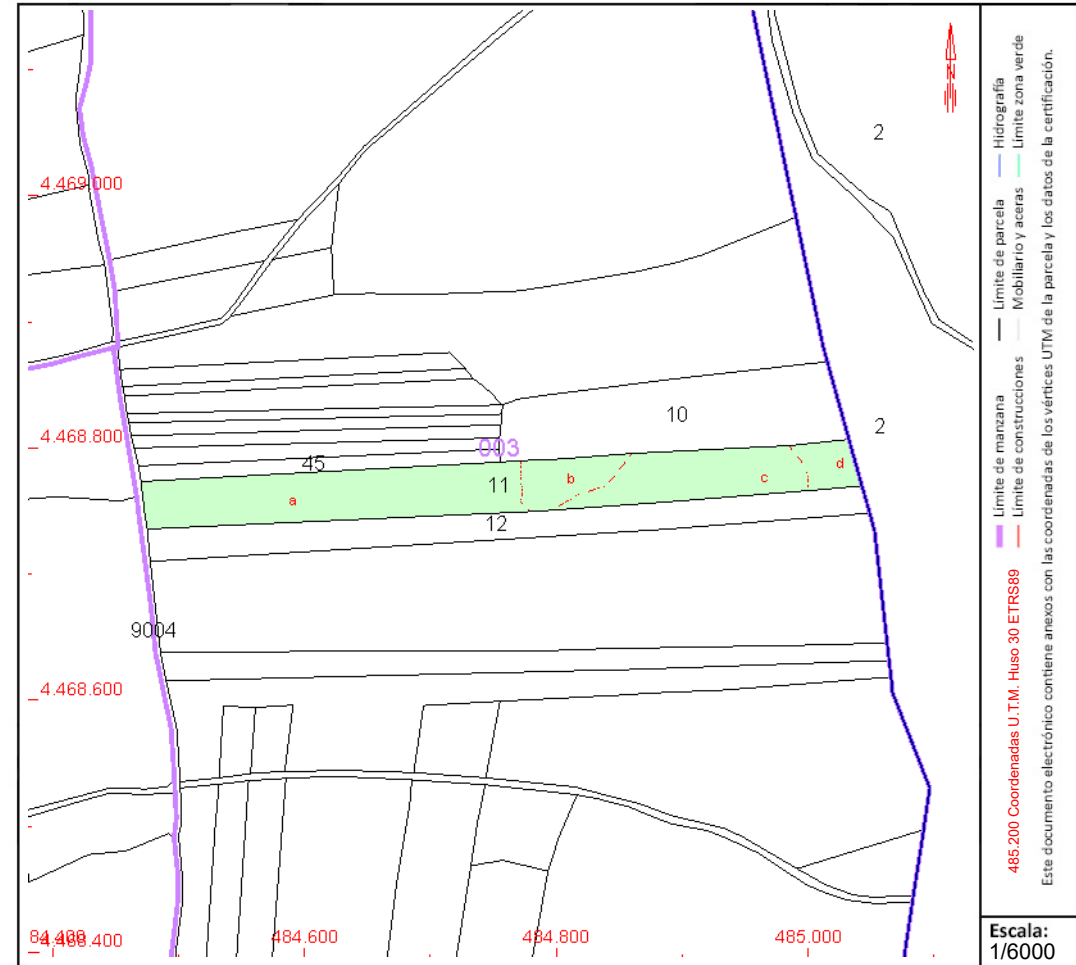 2
4.469.000
10
4.468.800
003
2
45
b
c
d
11
a
12
9004
4.468.600
4.468.400
484.600
484.800
485.000
N
Límite de manzana
Límite de parcela
Hidrografía
485.200 Coordenadas U.T.M. Huso 30 ETRS89
Límite de construcciones
Mobiliario y aceras
Límite zona verde
Este documento electrónico contiene anexos con las coordenadas de los vértices UTM de la parcela y los datos de la certificación.
Escala:
1/6000